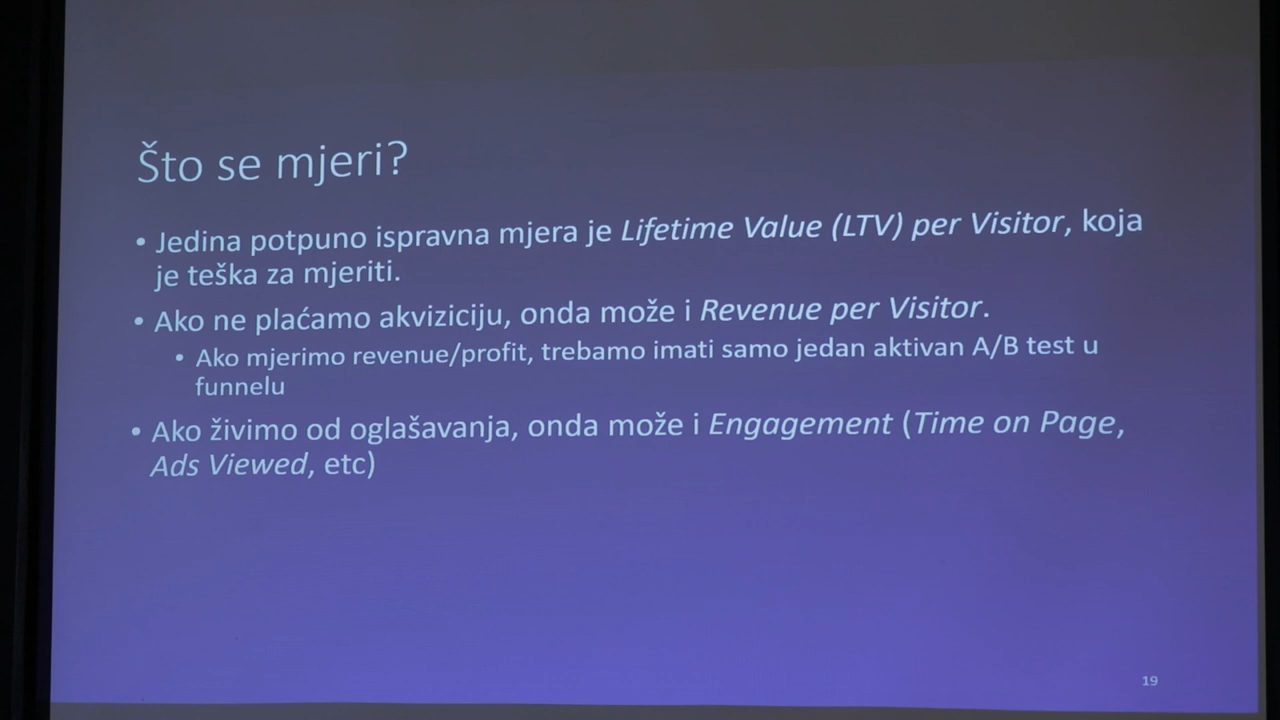 Što se mjeri?
• Jedina potpuno ispravna mjera je Lifetime Value (LTV) per Visitor, koja
je teška za mjeriti.
• Ako ne plaćamo akviziciju, onda može i Revenue per Visitor.
• Ako mjerimo revenue/profit, trebamo imati samo jedan aktivan A/B test u
funnelu
• Ako živimo od oglašavanja, onda može i Engagement (Time on Page,
Ads Viewed, etc)
19